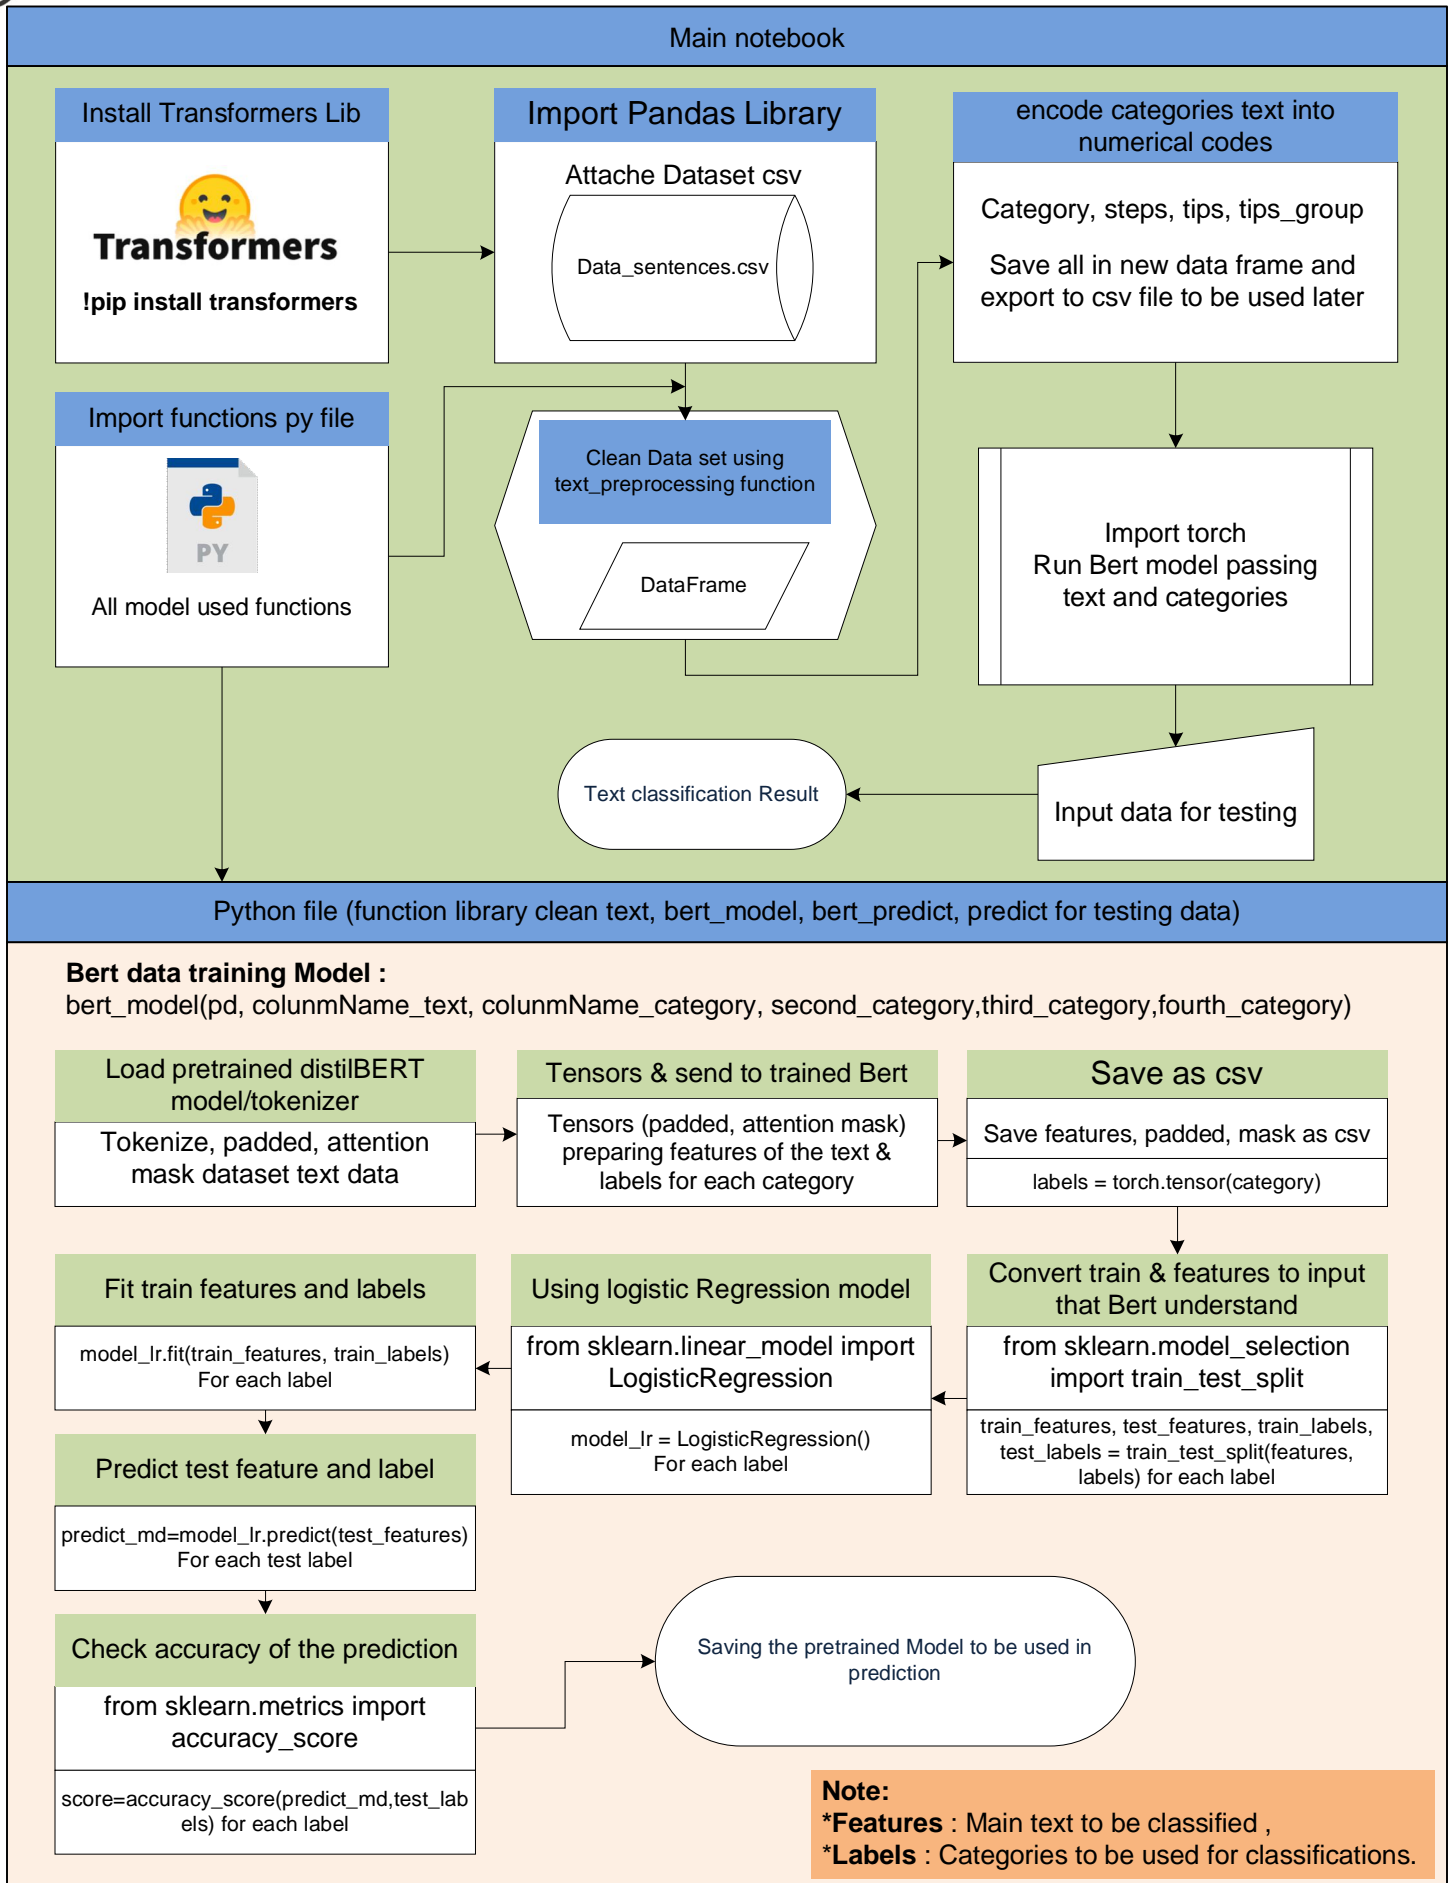 Main notebook
Install Transformers Lib
Transformers
!pip install transformers
Import Pandas Library
Attache Dataset csv
Data_sentences.csv
encode categories text into
numerical codes
Category, steps, tips, tips_group
Save all in new data frame and
export to csv file to be used later
Import functions py file
PY
All model used functions
Clean Data set using
text_preprocessing function
DataFrame
Import torch
Run Bert model passing
text and categories
Text classification Result
Input data for testing
Python file (function library clean text, bert_model, bert_predict, predict for testing data)
Bert data training Model :
bert_model(pd, colunmName_text, colunmName_category, second_category,third_category,fourth_category)
Load pretrained distilBERT
model/tokenizer
Tokenize, padded, attention
mask dataset text data
Tensors & send to trained Bert
Tensors (padded, attention mask)
preparing features of the text &
labels for each category
Save as csv
Save features, padded, mask as csv
labels = torch.tensor(category)
Fit train features and labels
model_lr.fit(train_features, train_labels)
For each label
Using logistic Regression model
from sklearn.linear_model import
LogisticRegression
model_lr = LogisticRegression()
For each label
Convert train & features to input
that Bert understand
from sklearn.model_selection
import train_test_split
train_features, test_features, train_labels,
test_labels = train_test_split(features,
labels) for each label
Predict test feature and label
predict_md=model_lr.predict(test_features)
For each test label
Check accuracy of the prediction
from sklearn.metrics import
accuracy_score
score=accuracy_score(predict_md,test_lab
els) for each label
Saving the pretrained Model to be used in
prediction
Note:
*Features : Main text to be classified ,
*Labels : Categories to be used for classifications.